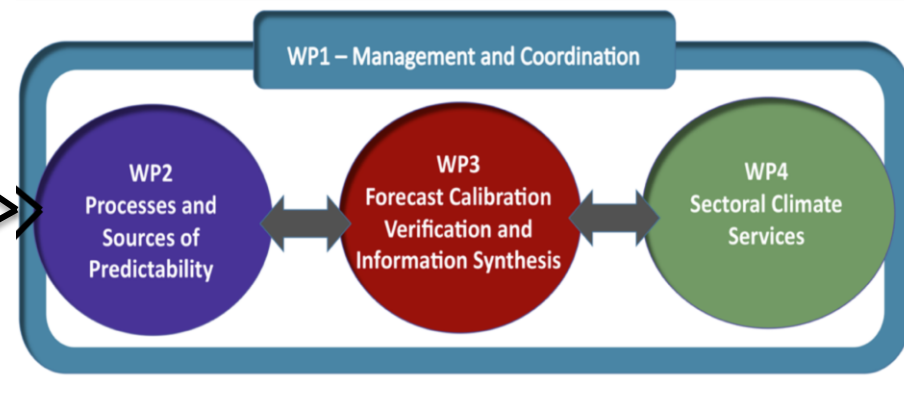 WP1 – Management and Coordination
WP2
Processes and
Sources of
Predictability
WP3
Forecast Calibration
Verification and
Information Synthesis
WP4
Sectoral Climate
Services